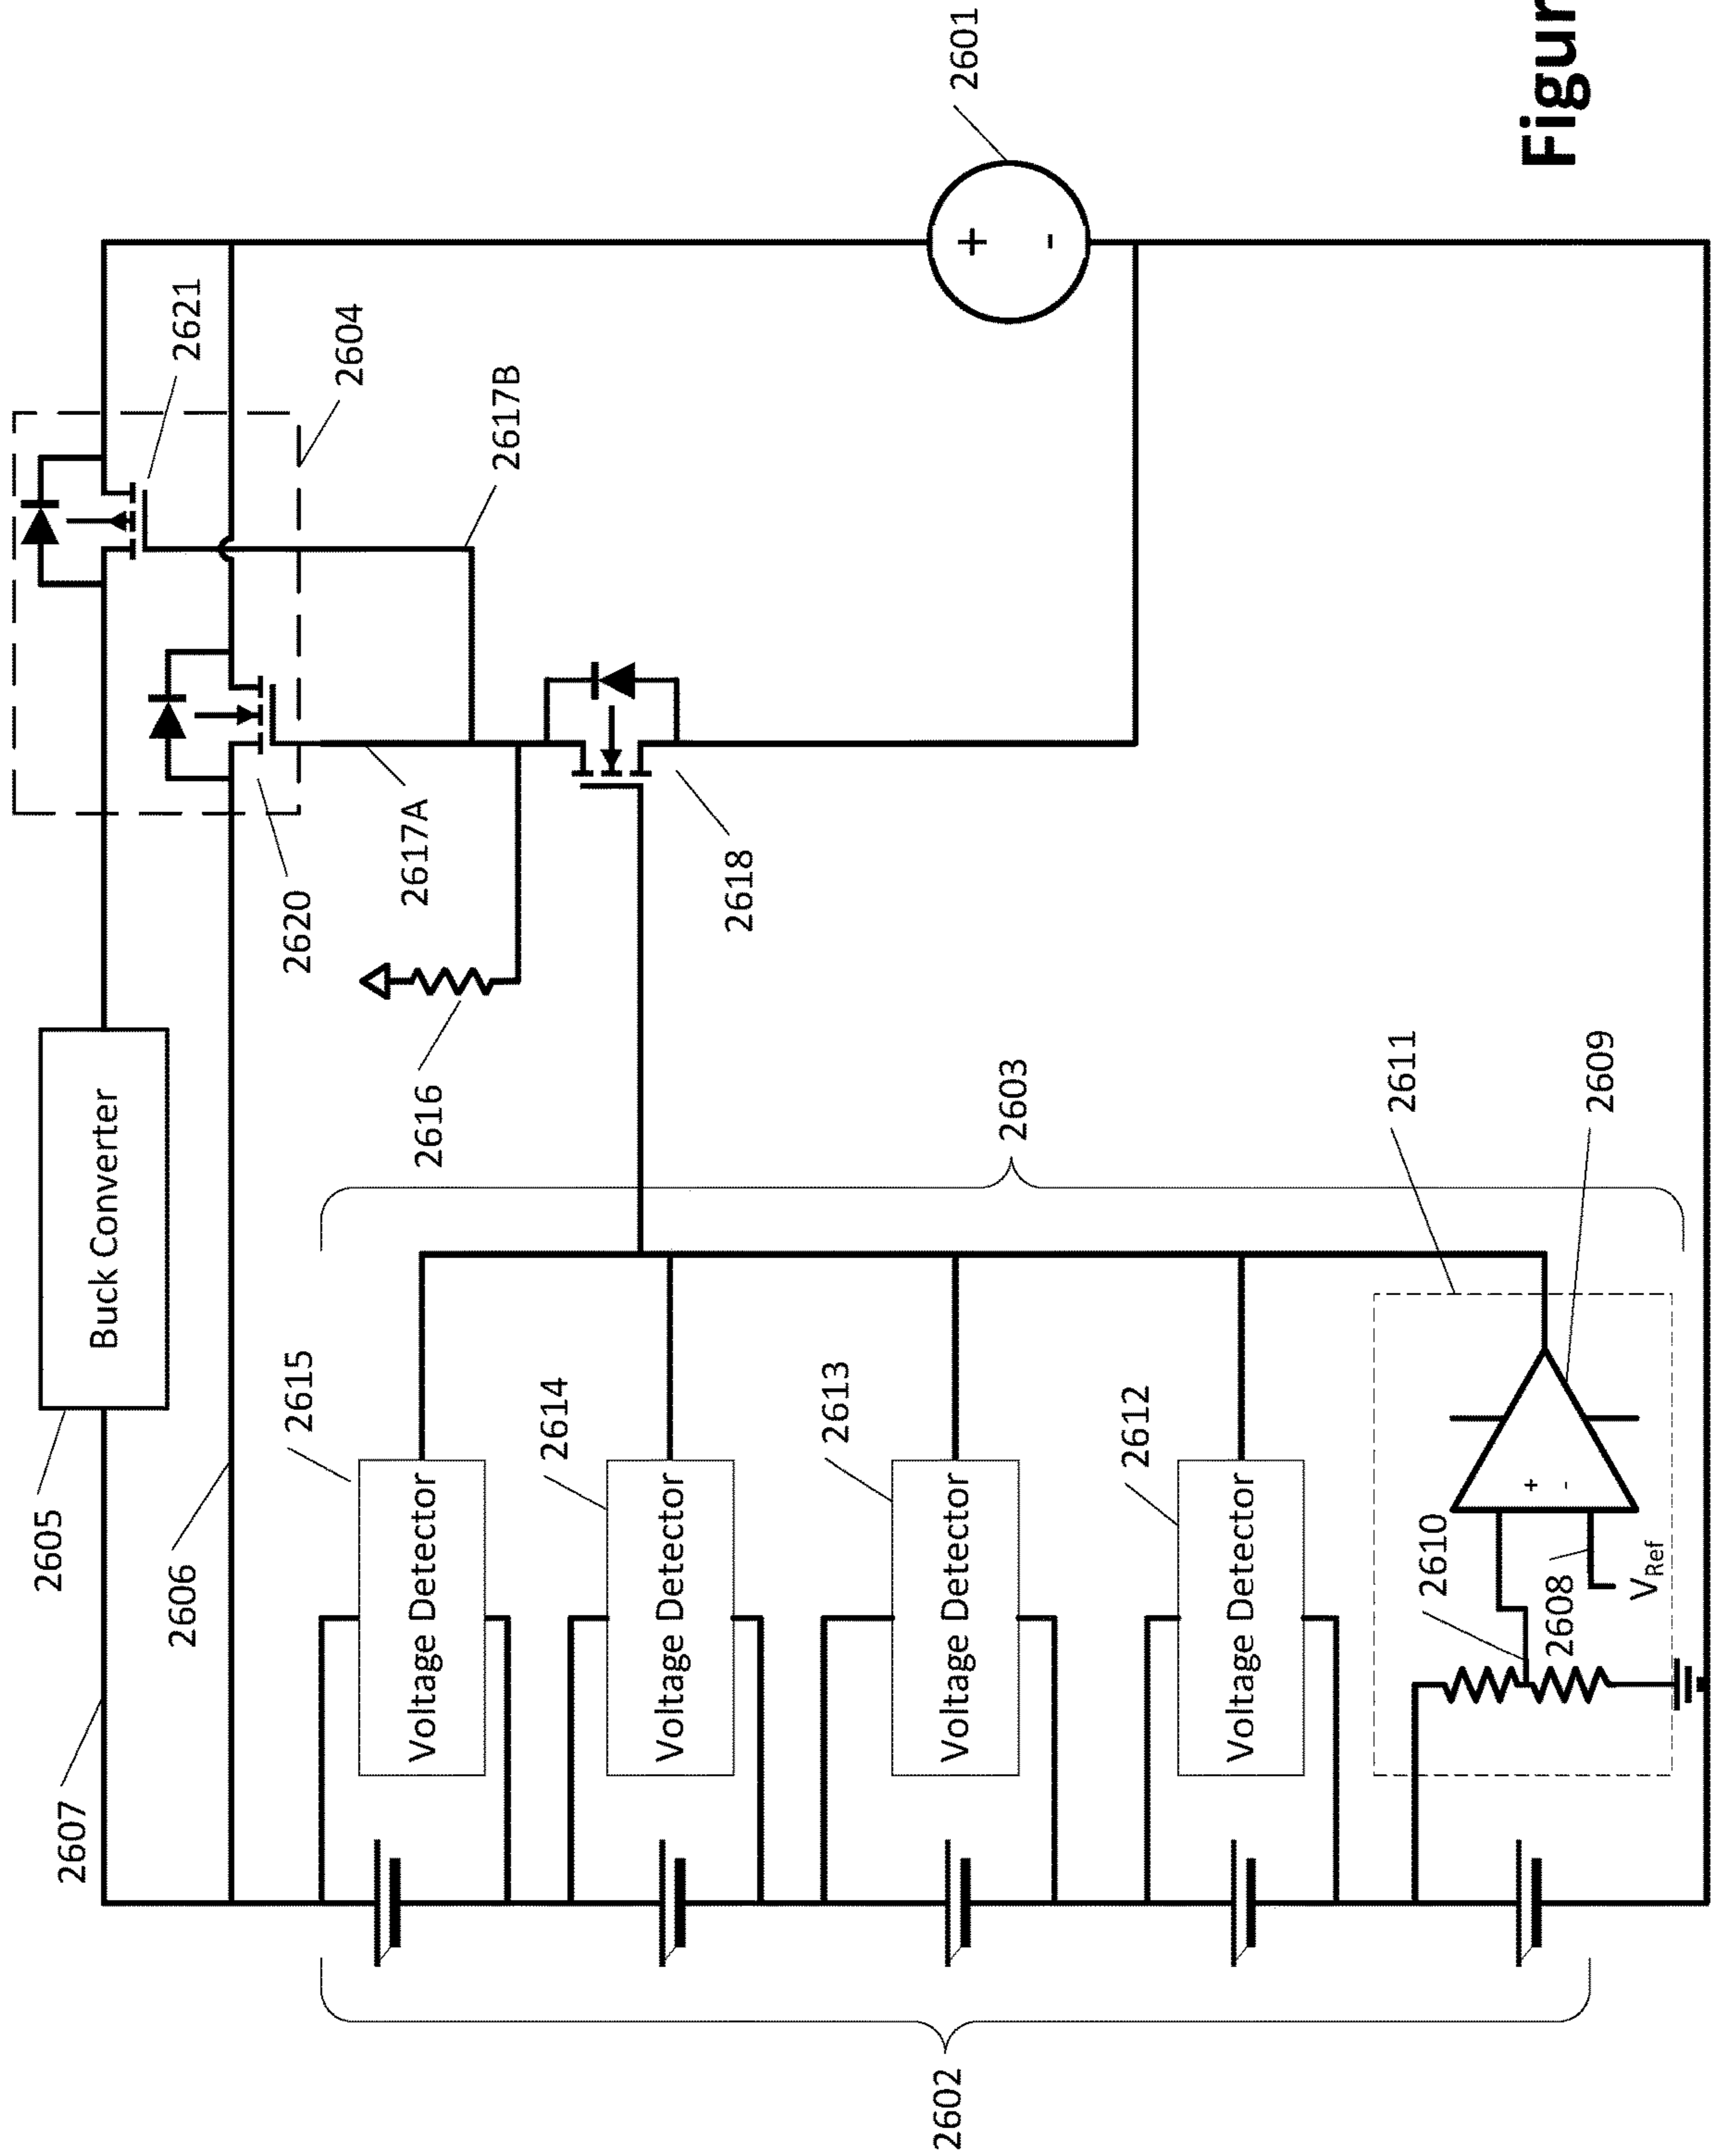 Figur
2601
2621
2604
2617B
2620
2617A
2618
2616
Buck Converter
2605
2606
2607
2603
2611
2609
2615
2614
2613
2612
Voltage Detector
Voltage Detector
Voltage Detector
Voltage Detector
2610
2608
VRef
+
-
+
-
2602